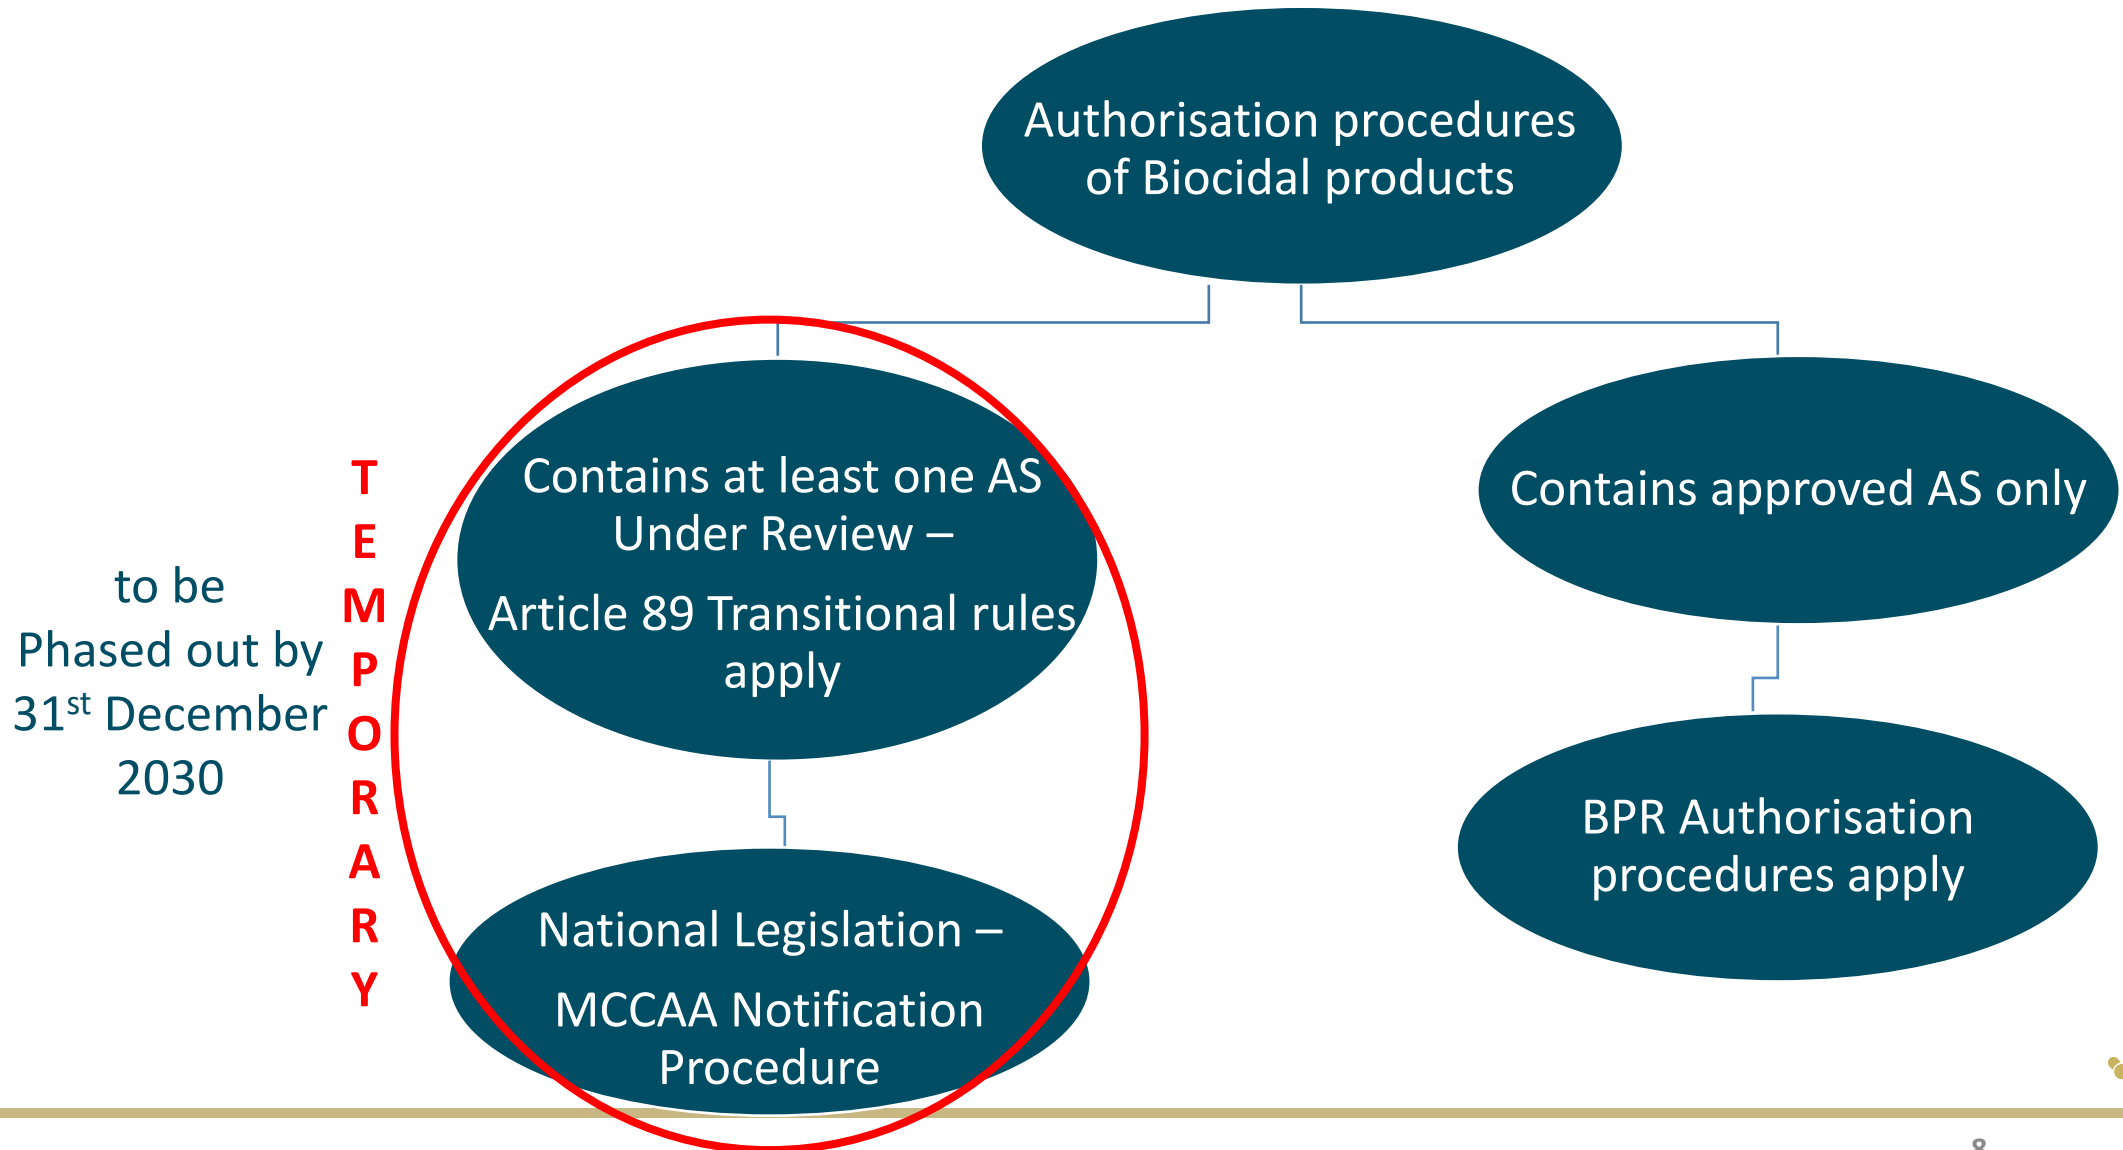 Authorisation procedures
of Biocidal products
Contains at least one AS
Under Review –
Article 89 Transitional rules
apply
Contains approved AS only
to be
Phased out by
31st December
2030
T
E
M
P
O
R
A
R
Y
National Legislation –
MCCAA Notification
Procedure
BPR Authorisation
procedures apply
8